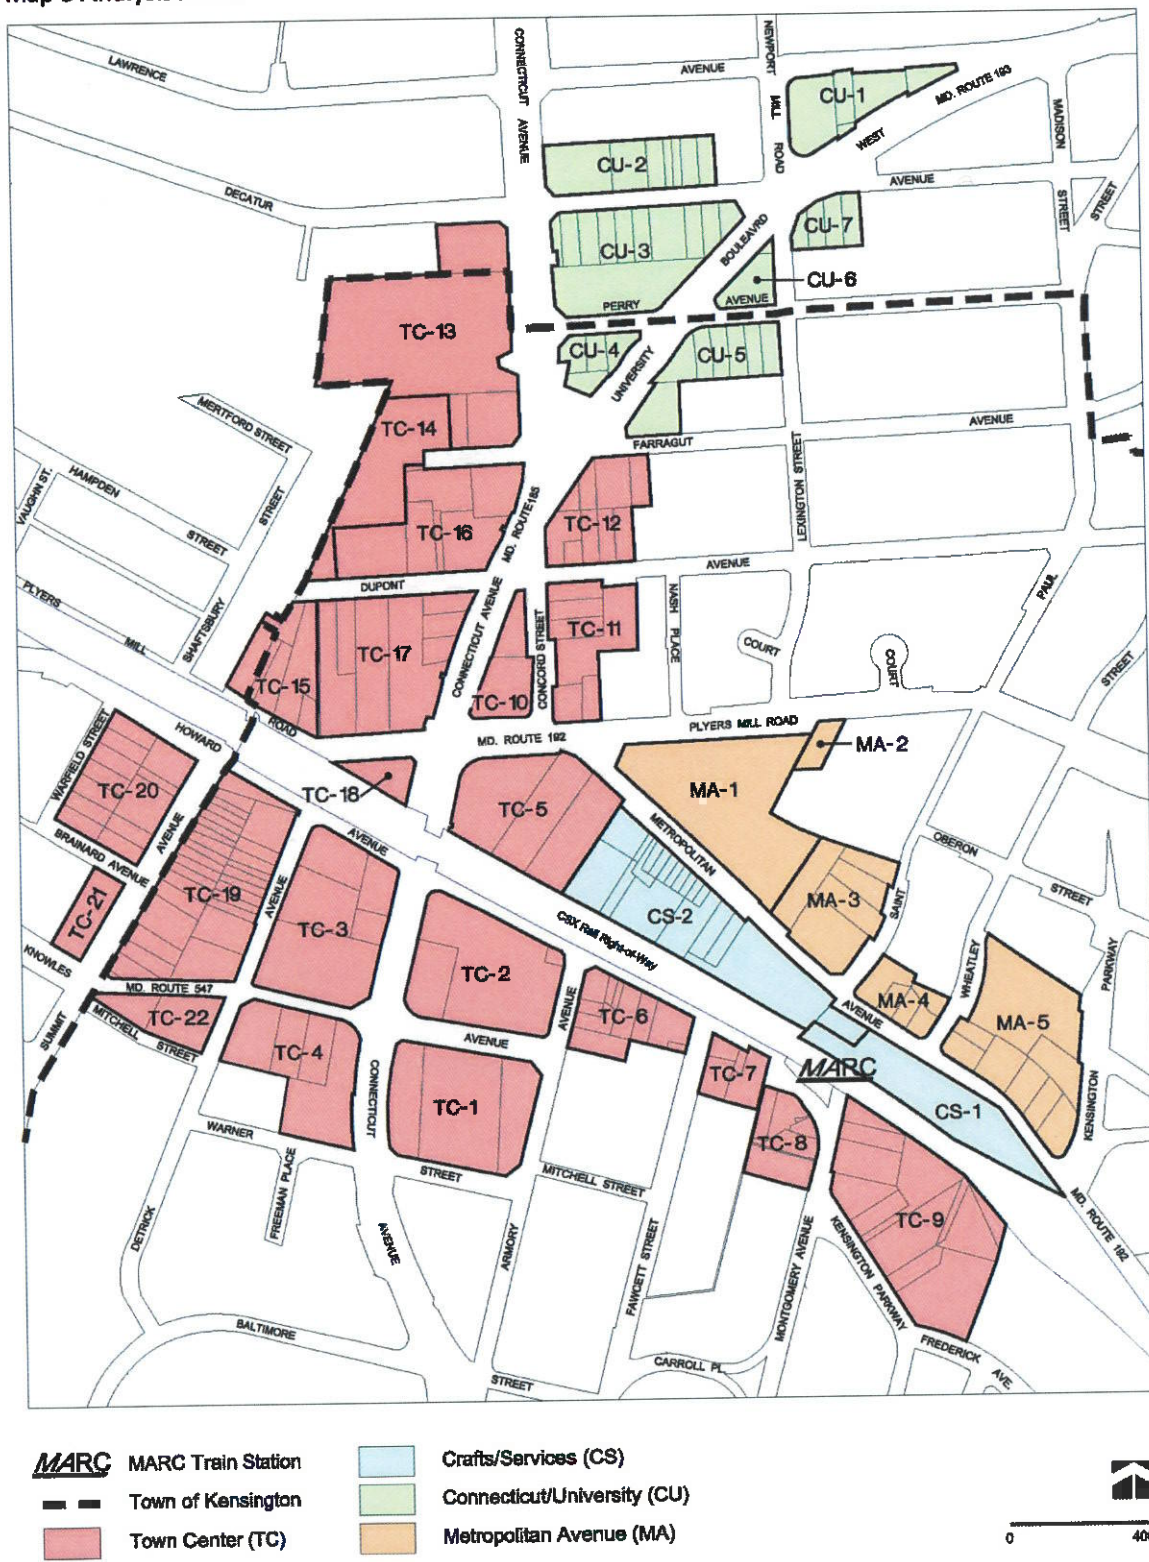 LAWRENCE
CONNECTICUT AVENUE
AVENUE
NEWPORT MILL ROAD
CU-1
MD. ROUTE 193
WEST
MADISON STREET
CU-2
DECATUR
AVENUE
STREET
CU-3
BOULEAVRD
CU-7
CU-6
PERRY
AVENUE
TC-13
CU-4
UNIVERSITY
CU-5
MERTFORD STREET
TC-14
FARRAGUT
AVENUE
VAUGHN ST.
HAMPDEN
STREET
STREET
LEXINGTON STREET
MD. ROUTE 185
TC-16
TC-12
PLYERS
MILL
SHAFTSBURY
DUPONT
AVENUE
CONNECTICUT AVENUE
CONCORD STREET
NASH PLACE
PAUL
TC-17
TC-11
COURT
COURT
STREET
TC-15
TC-10
ROAD
MD. ROUTE 192
PLYERS MILL ROAD
WARFIELD STREET
HOWARD
MA-2
TC-20
TC-18
TC-5
MA-1
AVENUE
AVENUE
METROPOLITAN
OBERON
STREET
BRAINARD AVENUE
TC-19
AVENUE
TC-21
TC-3
CS-2
MA-3
SAINT
CSX Rail Right-of-Way
KNOWLES
MD. ROUTE 547
TC-2
WHEATLEY
PARKWAY
SUMMIT
MITCHELL STREET
TC-22
AVENUE
TC-6
MA-4
AVENUE
MA-5
TC-4
AVENUE
CONNECTICUT
TC-7
MARC
TC-1
CS-1
KENSINGTON
WARNER
TC-8
STREET
MITCHELL STREET
FREEMAN PLACE
DETRICK
AVENUE
ARMORY
FAWCETT STREET
MONTGOMERY AVENUE
KENSINGTON PARKWAY
TC-9
MD. ROUTE 192
BALTIMORE
STREET
CARROLL PL.
FREDERICK AVE.
MARC MARC Train Station
Town of Kensington
Town Center (TC)
Crafts/Services (CS)
Connecticut/University (CU)
Metropolitan Avenue (MA)
0